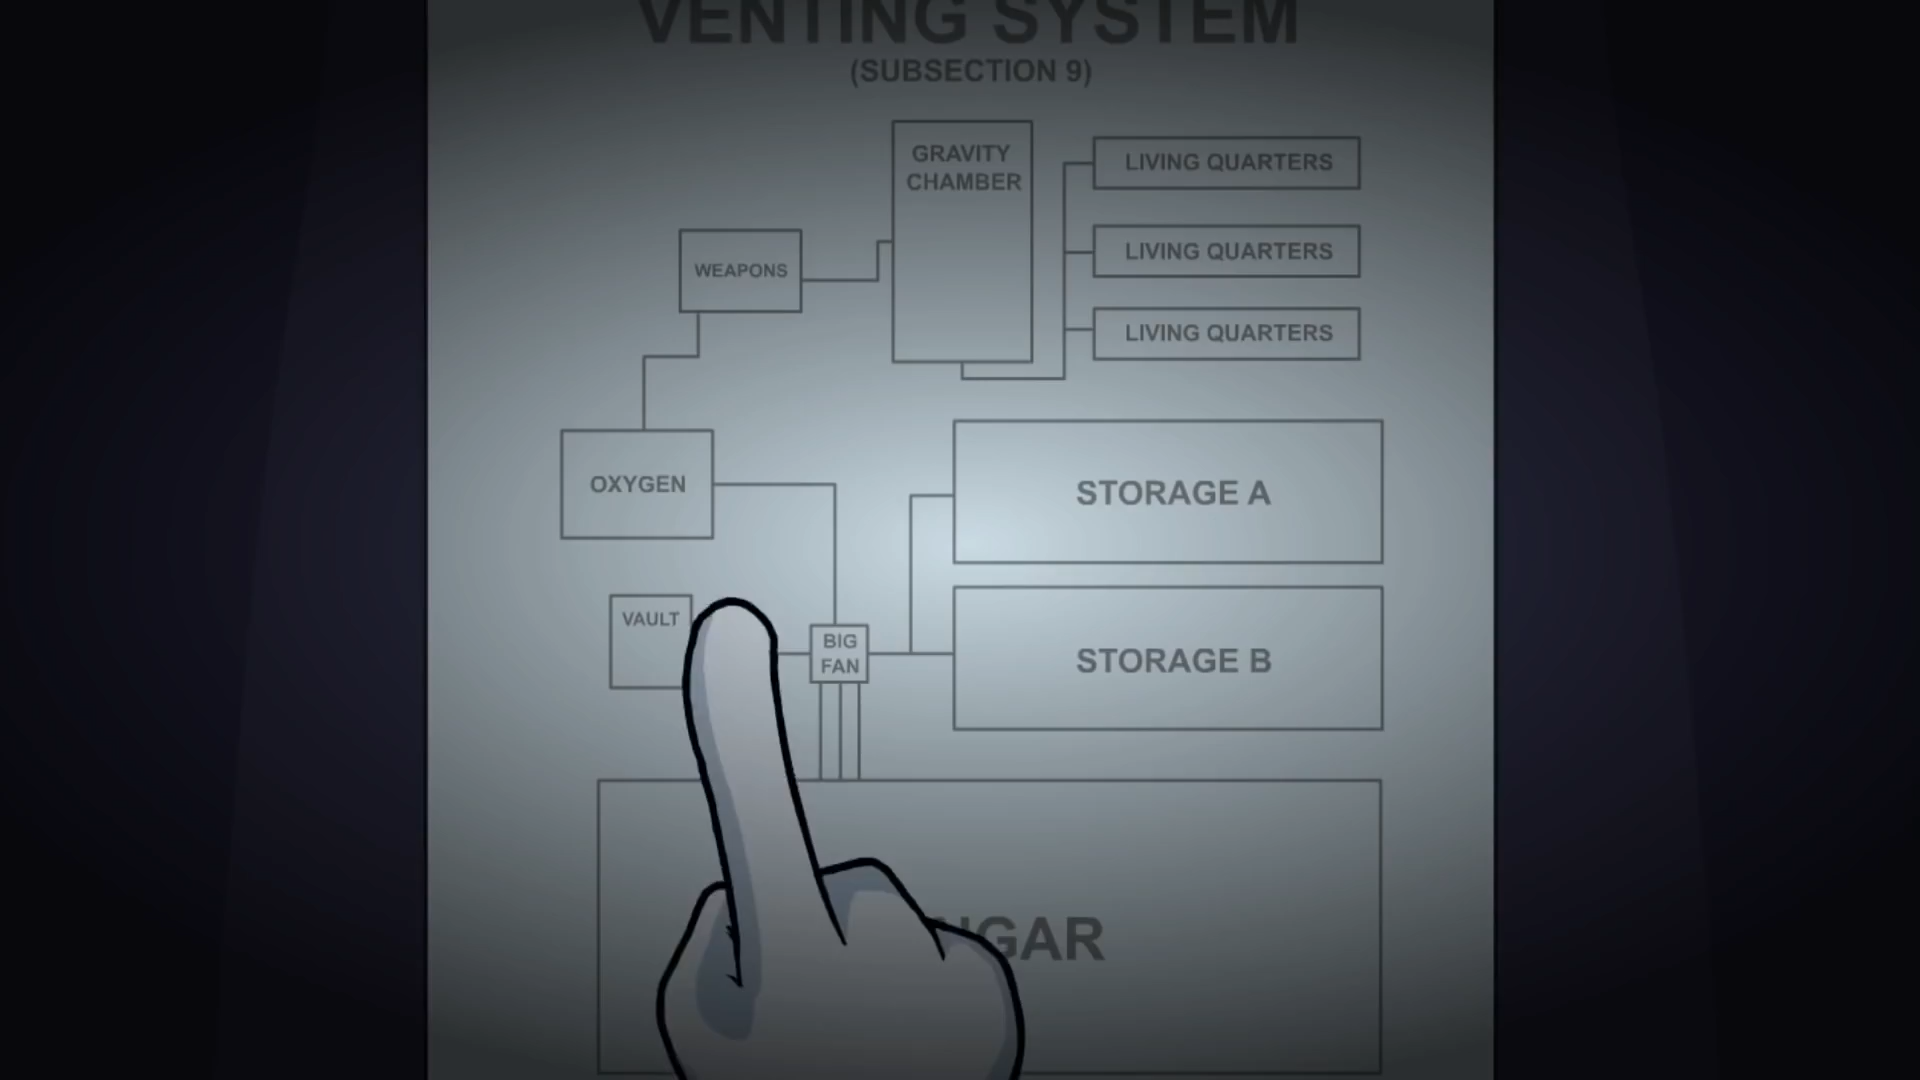 VENTING SYSTEM
(SUBSECTION 9)
GRAVITY
CHAMBER
LIVING QUARTERS
WEAPONS
LIVING QUARTERS
LIVING QUARTERS
OXYGEN
STORAGE A
VAULT
BIG
FAN
STORAGE B